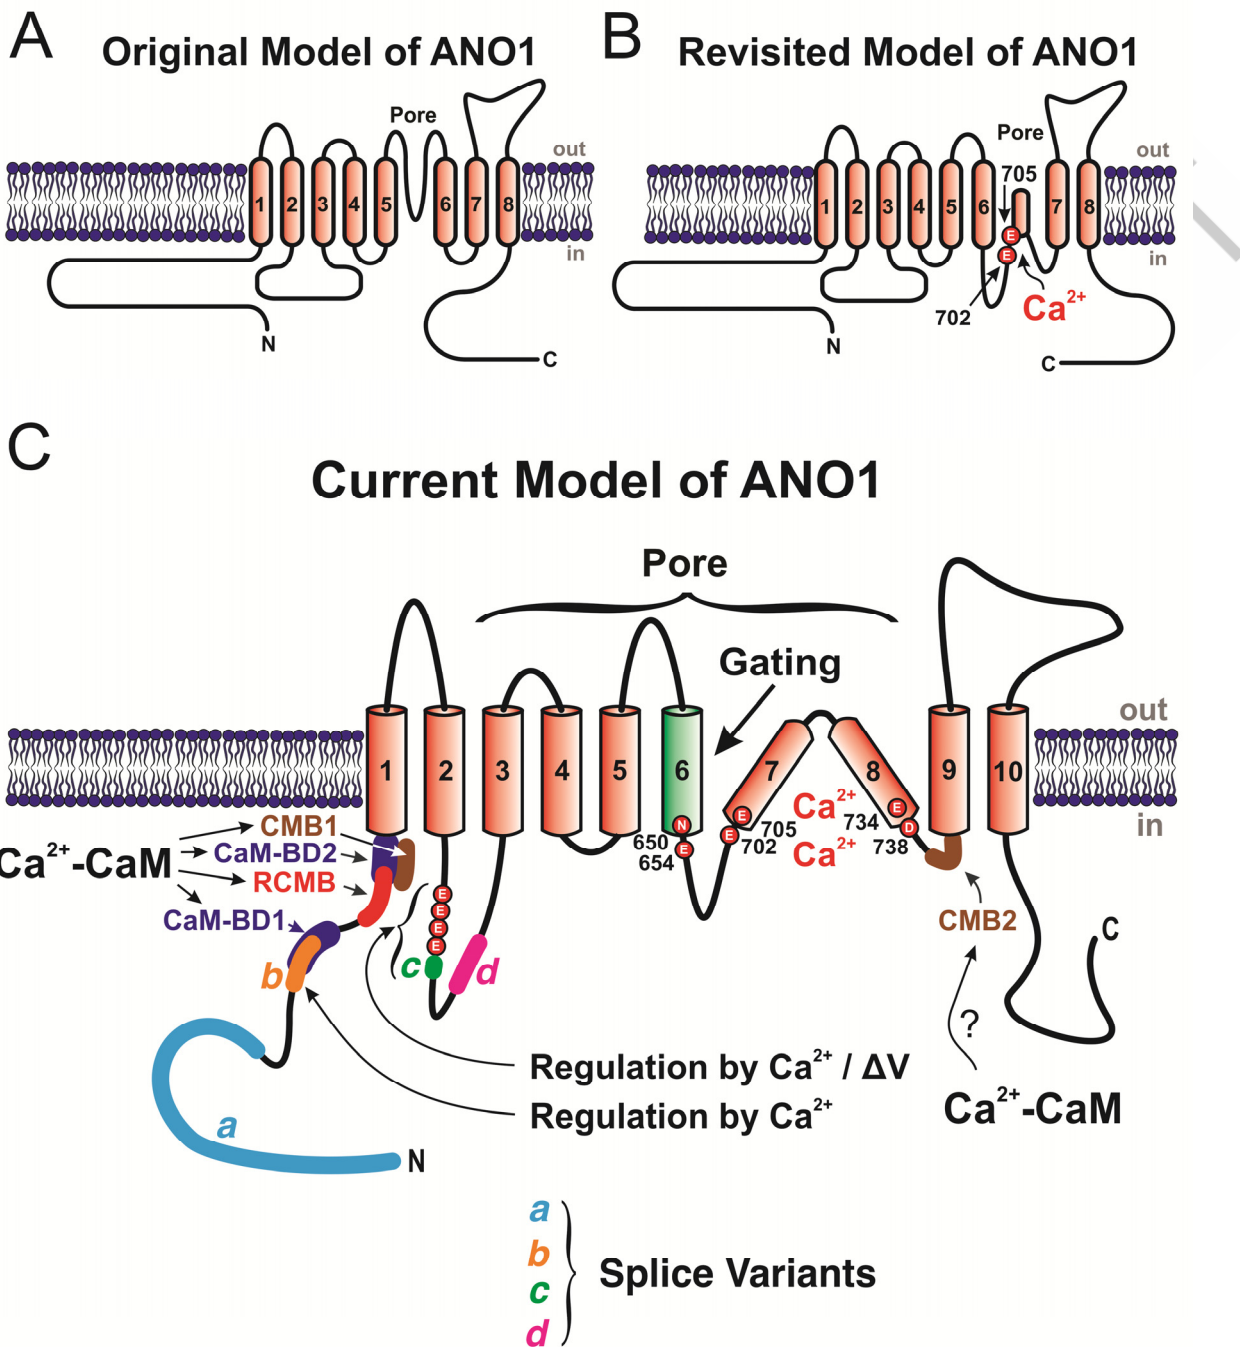 A
Original Model of ANO1
Pore
out
1 2 3 4 5 6 7 8
in
N
C
B
Revisited Model of ANO1
Pore
out
705
1 2 3 4 5 6 7 8
E
E
in
702
Ca2+
N
C
C
Current Model of ANO1
Pore
Gating
out
1 2 3 4 5 6 7 8 9 10
in
N
650
E
654
E
705
E
702
Ca2+
Ca2+
E
734
D
738
CMB1
Ca2+-CaM
CaM-BD2
RCMB
CaM-BD1
E
E
E
E
b
c
d
CMB2
C
?
Regulation by Ca2+ / ΔV
Regulation by Ca2+
Ca2+-CaM
a
N
a
b
c
d
Splice Variants